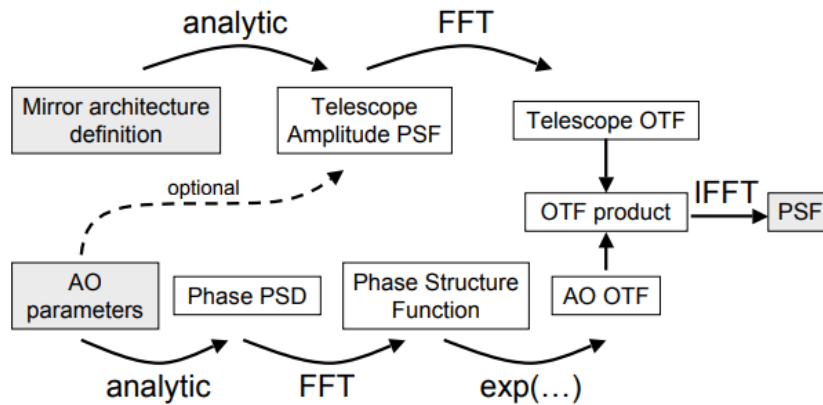 analytic
FFT
Mirror architecture
definition
Telescope
Amplitude PSF
Telescope OTF
optional
OTF product
IFFT
PSF
AO
parameters
Phase PSD
Phase Structure
Function
AO OTF
analytic
FFT
exp(...)